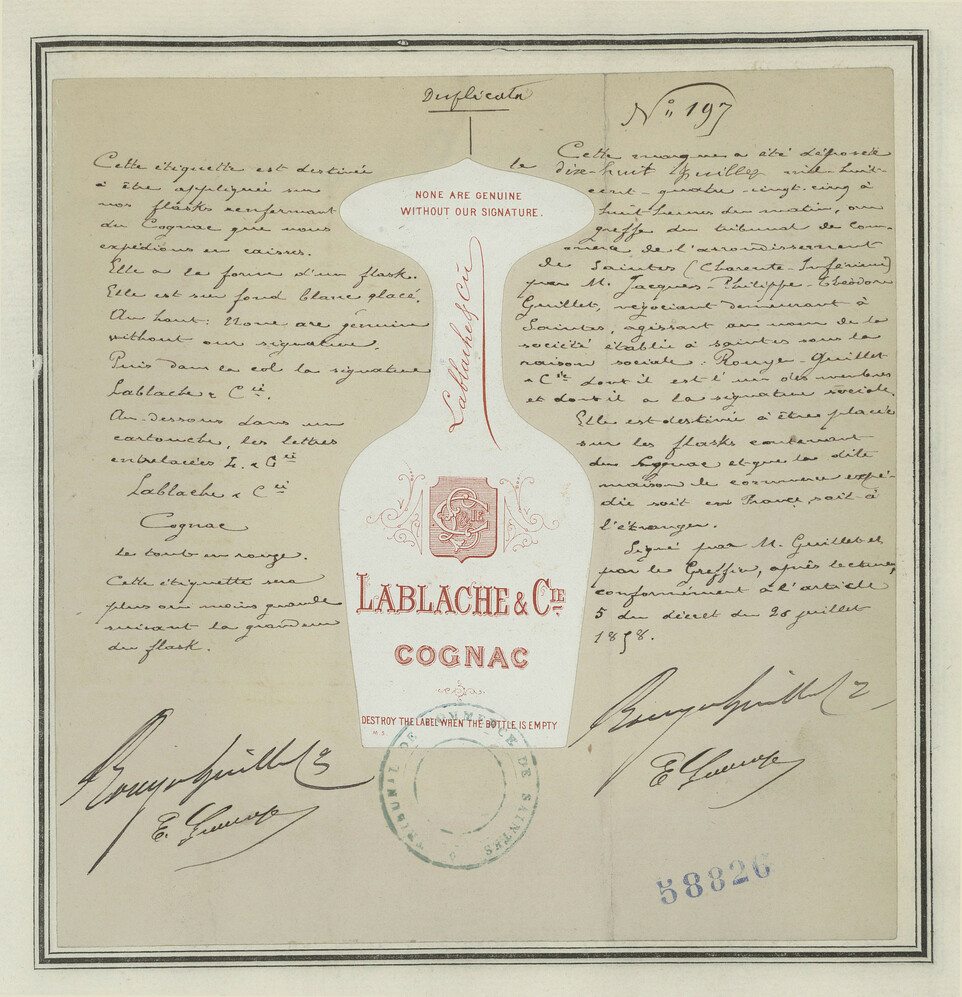 Duplicata
N° 197
Cette étiquette est destinée
à être appliquée sur
nos flasks renfermant
du Cognac que nous
expédions en caisses.
Elle a la forme d'un flask.
Elle est sur fond blanc glacé.
Au haut: None are genuine
without our signature.
Puis dans le col la signature
Lablache & Cie.
Au-dessous dans un
cartouche, les lettres
entrelacées L. & Cie
Lablache & Cie
Cognac
le tout en rouge.
Cette étiquette sera
plus ou moins grande
suivant la grandeur
du flask.
Rouyer Guillet & Co
NONE ARE GENUINE
WITHOUT OUR SIGNATURE.
Lablache & Cie
LABLACHE & CIE
COGNAC
DESTROY THE LABEL WHEN THE BOTTLE IS EMPTY
M.S.
TRIBUNAL DE COMMERCE DE SAINTES
Cette marque a été déposée
le dix-huit Juillet mil-huit-
cent-quatre-vingt-cinq à
huit heures du matin, au
greffe du tribunal de com-
merce de l'arrondissement
de Saintes (Charente-Inférieure)
par M. Jacques-Philippe-Théodore
Guillet, négociant demeurant à
Saintes, agissant au nom de la
société établie à Saintes sous la
raison sociale: Rouyer-Guillet
& Cie dont il est l'un des membres
et dont il a la signature sociale.
Elle est destinée à être placée
sur les flasks contenant
du Cognac et que la dite
maison de commerce expé-
die soit en France, soit à
l'étranger.
Signé par M. Guillet et
par le Greffier, après lecture,
conformément à l'article
5 du décret du 26 juillet
1858.
Rouyer Guillet & Co
58826